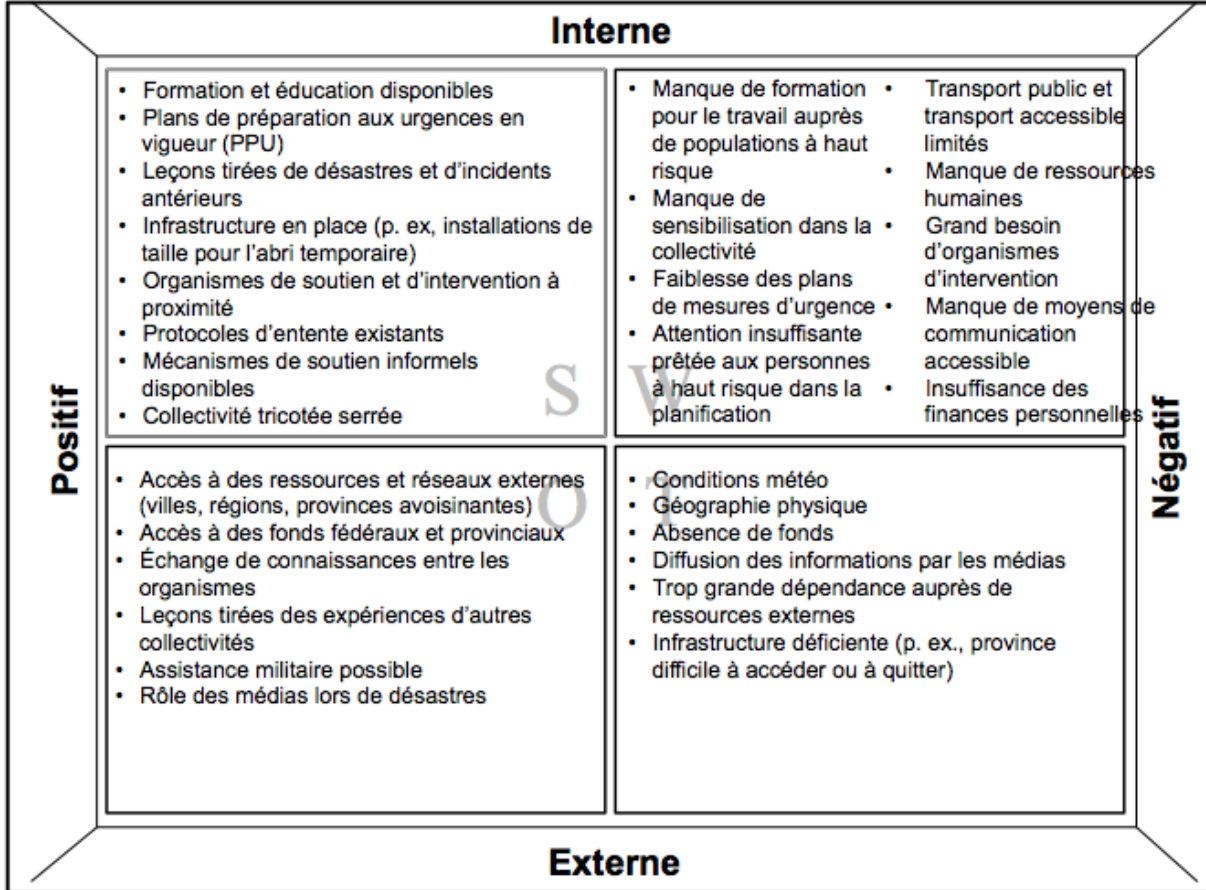 Interne
• Formation et éducation disponibles
• Plans de préparation aux urgences en
vigueur (PPU)
• Leçons tirées de désastres et d'incidents
antérieurs
• Infrastructure en place (p. ex, installations de
taille pour l'abri temporaire)
• Organismes de soutien et d'intervention à
proximité
• Protocoles d'entente existants
• Mécanismes de soutien informels
disponibles
• Collectivité tricotée serrée
• Manque de formation
pour le travail auprès
de populations à haut
risque
• Manque de
sensibilisation dans la
collectivité
• Faiblesse des plans
de mesures d'urgence
• Attention insuffisante
prêtée aux personnes
à haut risque dans la
planification
• Transport public et
transport accessible
limités
• Manque de ressources
humaines
• Grand besoin
d'organismes
d'intervention
• Manque de moyens de
communication
accessible
• Insuffisance des
finances personnelles
S W
O T
Positif
Négatif
• Accès à des ressources et réseaux externes
(villes, régions, provinces avoisinantes)
• Accès à des fonds fédéraux et provinciaux
• Échange de connaissances entre les
organismes
• Leçons tirées des expériences d'autres
collectivités
• Assistance militaire possible
• Rôle des médias lors de désastres
• Conditions météo
• Géographie physique
• Absence de fonds
• Diffusion des informations par les médias
• Trop grande dépendance auprès de
ressources externes
• Infrastructure déficiente (p. ex., province
difficile à accéder ou à quitter)
Externe